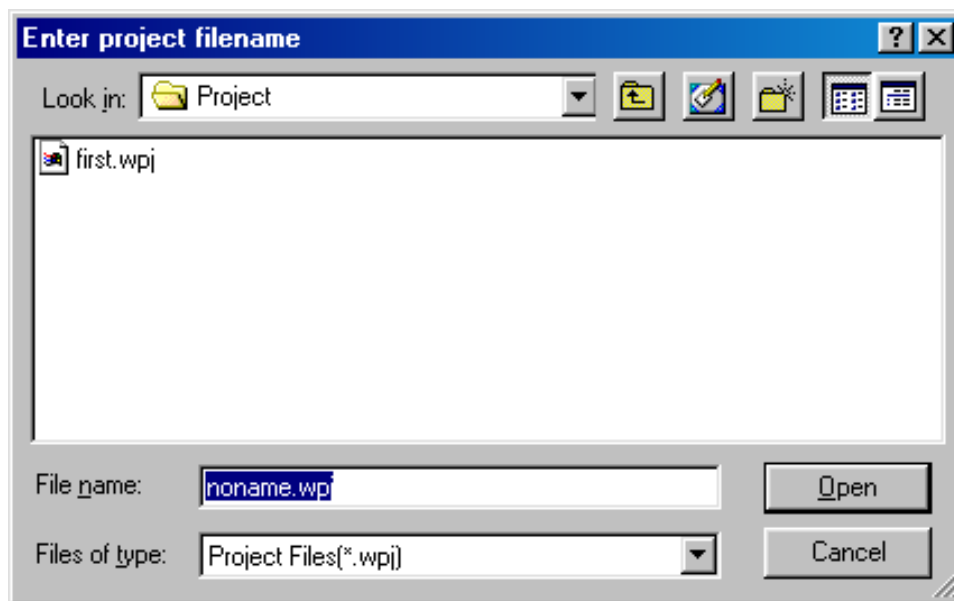 Enter project filename
Look in: Project
first.wpj
File name: noname.wpj Open
Files of type: Project Files(*.wpj) Cancel